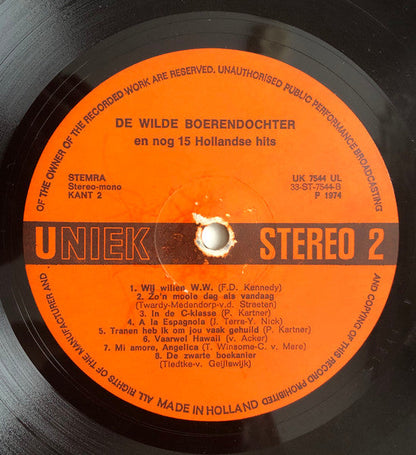 OF THE OWNER OF THE RECORDED WORK ARE RESERVED. UNAUTHORISED PUBLIC PERFORMANCE BROADCASTING
DE WILDE BOERENDOCHTER
en nog 15 Hollandse hits
STEMRA
Stereo-mono
KANT 2
UK 7544 UL
33-ST-7544-B
P 1974
UNIEK STEREO 2
1. Wij willen W.W. (F.D. Kennedy)
2. Zo'n mooie dag als vandaag
(Twardy-Medendorp-v.d. Streeten)
3. In de C-klasse (P. Kartner)
4. A la Espagnola (J. Terra-Y. Nick)
5. Tranen heb ik om jou vaak gehuild (P. Kartner)
6. Vaarwel Hawaii (v. Acker)
7. Mi amore, Angelica (T. Winsome-C. v. Mere)
8. De zwarte boekanier
(Tiedtke-v. Geijlswijk)
AND COPYING OF THIS RECORD PROHIBITED
ALL RIGHTS OF THE MANUFACTURER AND
MADE IN HOLLAND